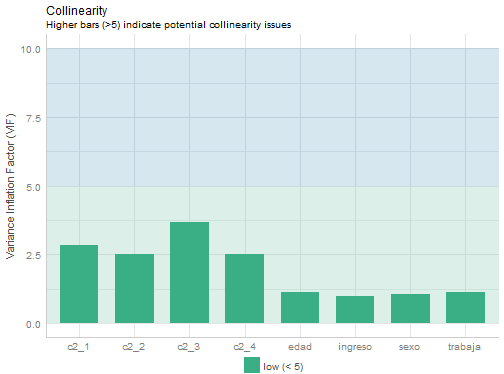 Collinearity
Higher bars (>5) indicate potential collinearity issues
Variance Inflation Factor (VIF)
10.0
7.5
5.0
2.5
0.0
c2_1 c2_2 c2_3 c2_4 edad ingreso sexo trabaja
low (< 5)